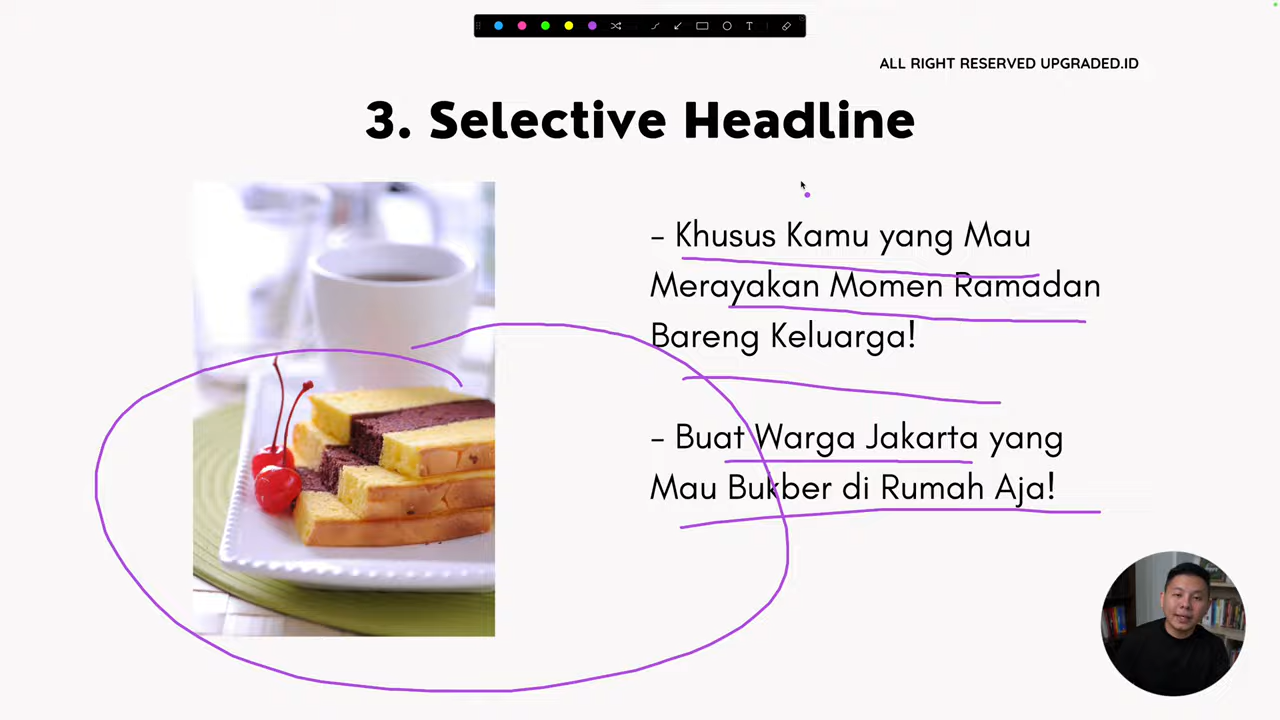 ALL RIGHT RESERVED UPGRADED.ID
3. Selective Headline
- Khusus Kamu yang Mau
Merayakan Momen Ramadan
Bareng Keluarga!
- Buat Warga Jakarta yang
Mau Bukber di Rumah Aja!